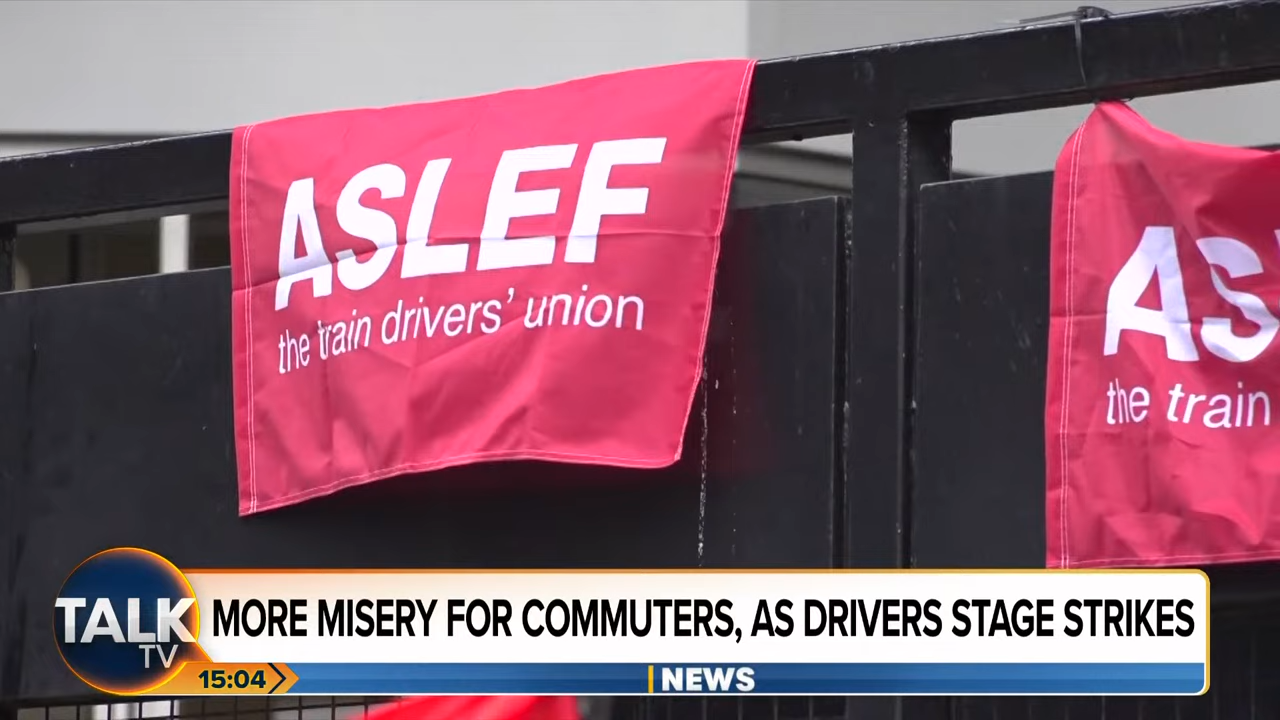 ASLEF
the train drivers' union
AS
the train
TALK
TV
MORE MISERY FOR COMMUTERS, AS DRIVERS STAGE STRIKES
15:04
NEWS